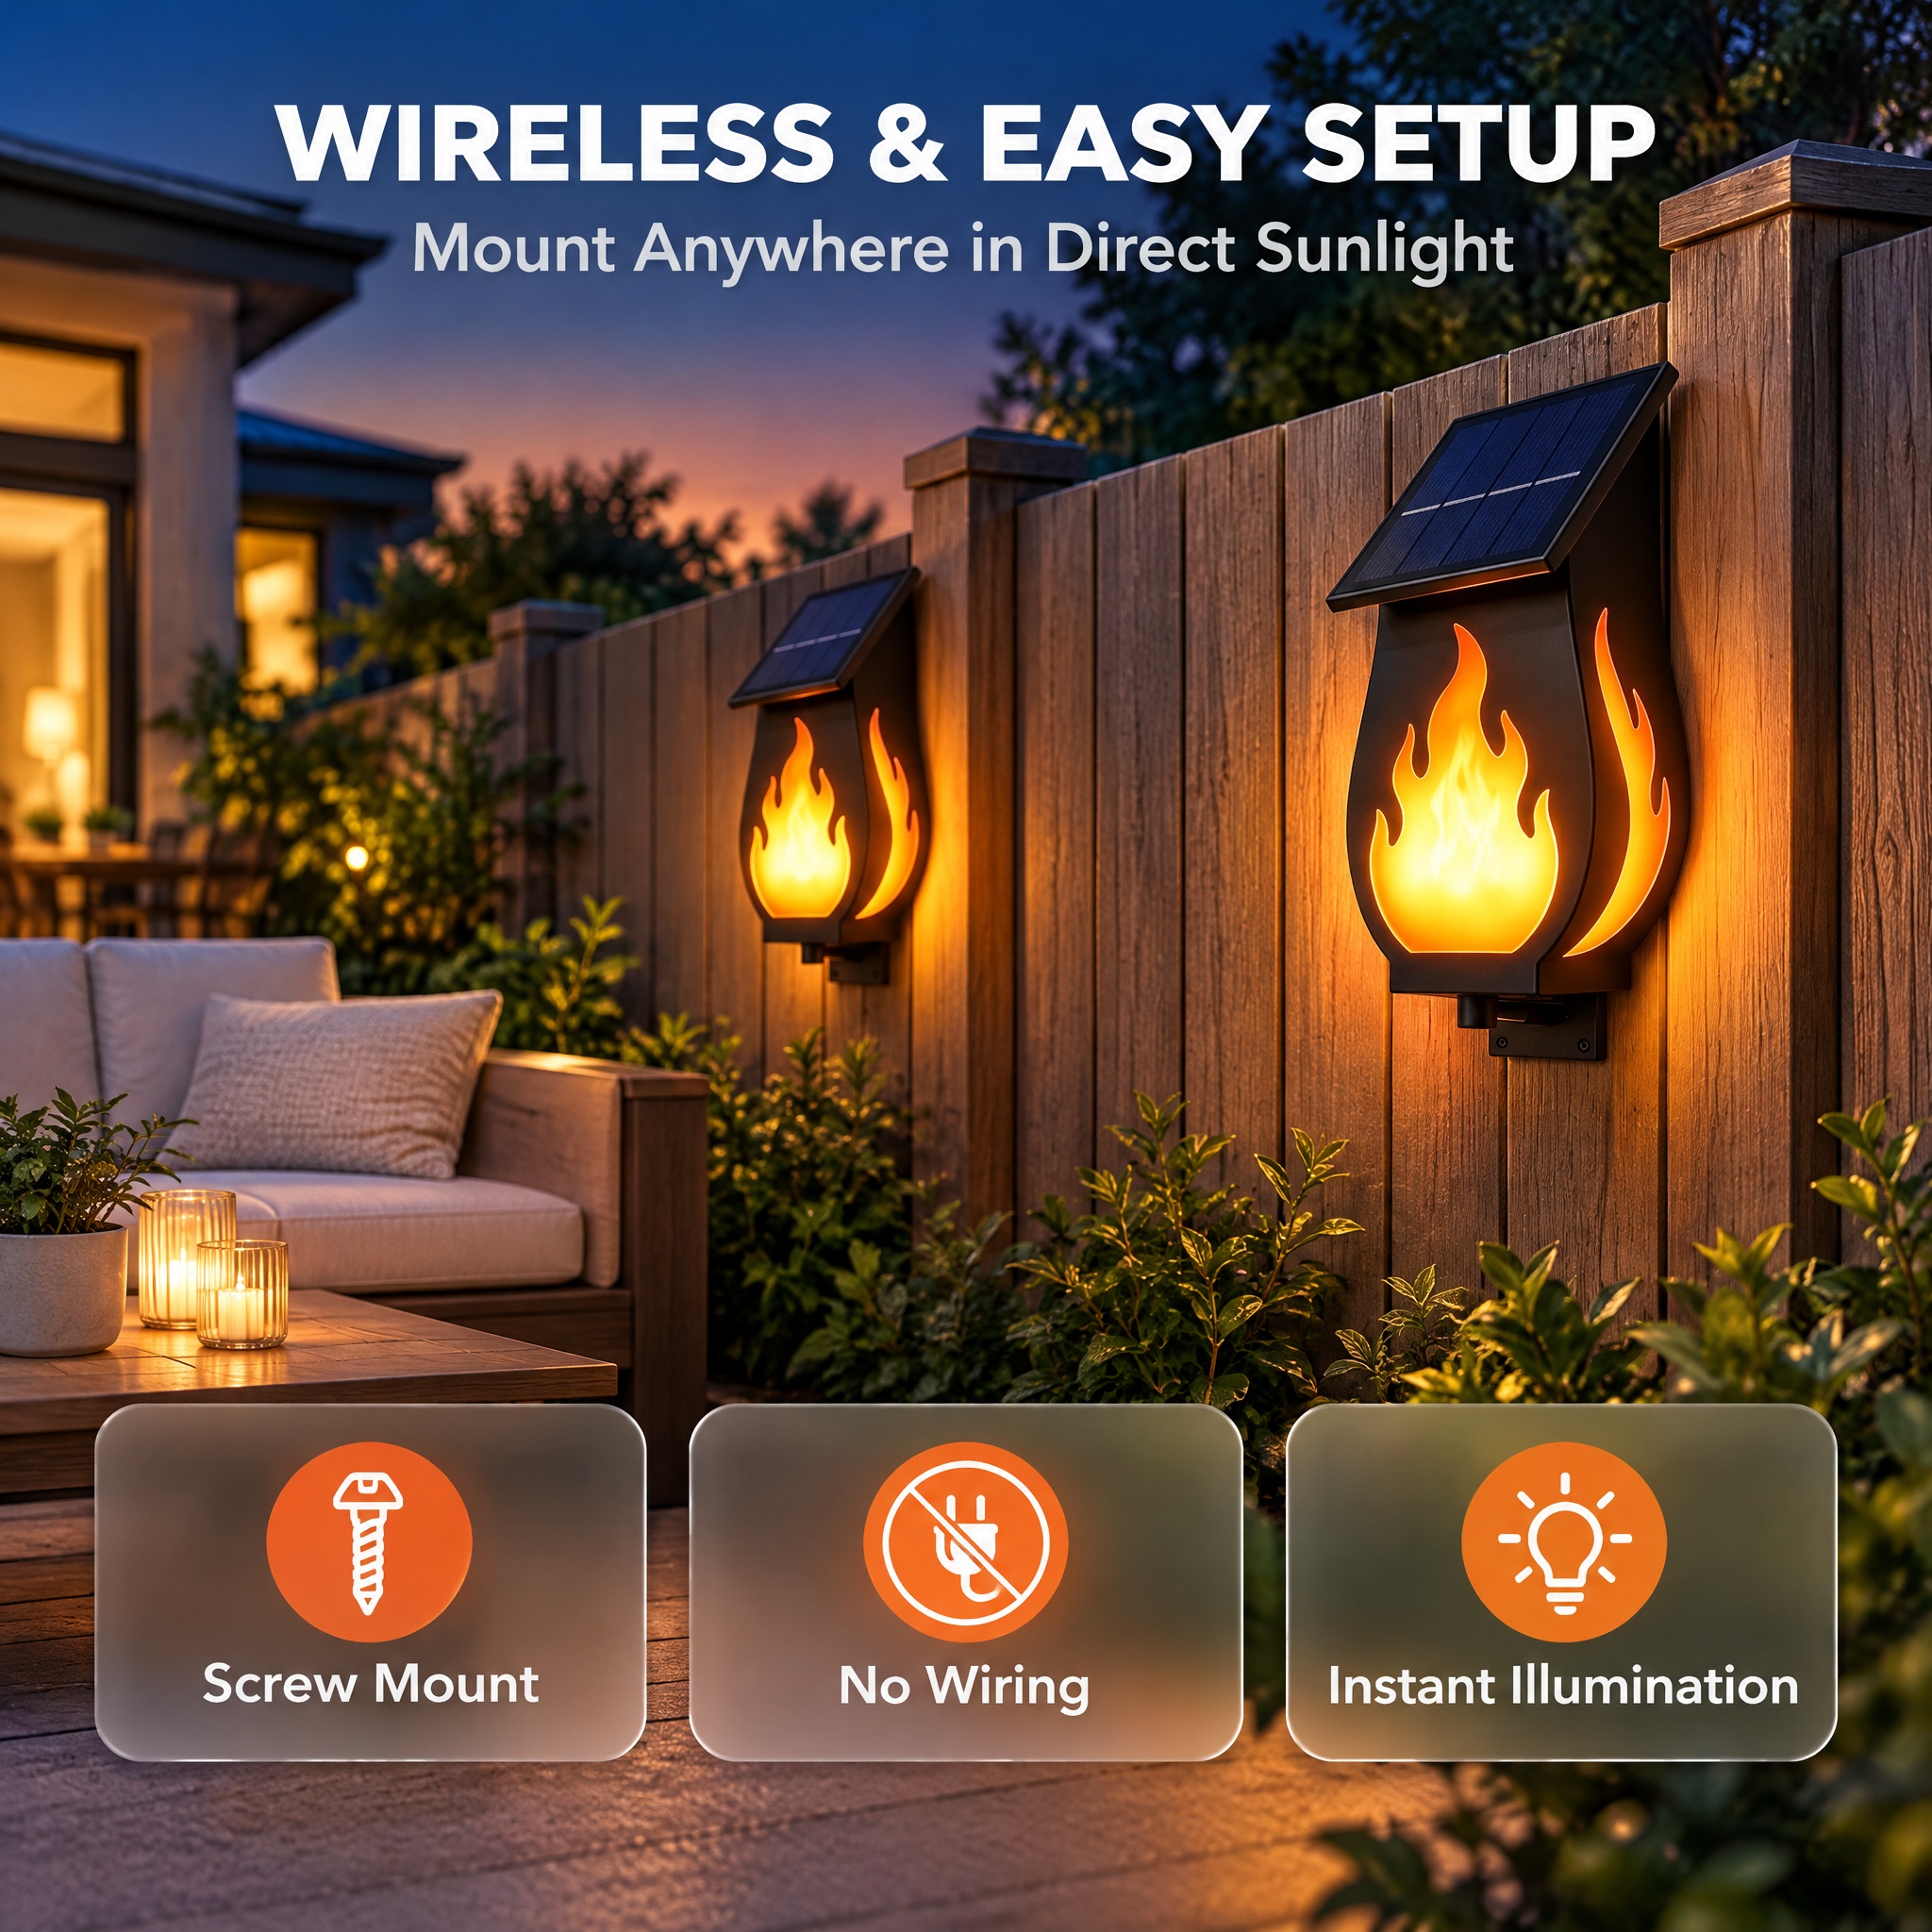 WIRELESS & EASY SETUP
Mount Anywhere in Direct Sunlight
Screw Mount
No Wiring
Instant Illumination